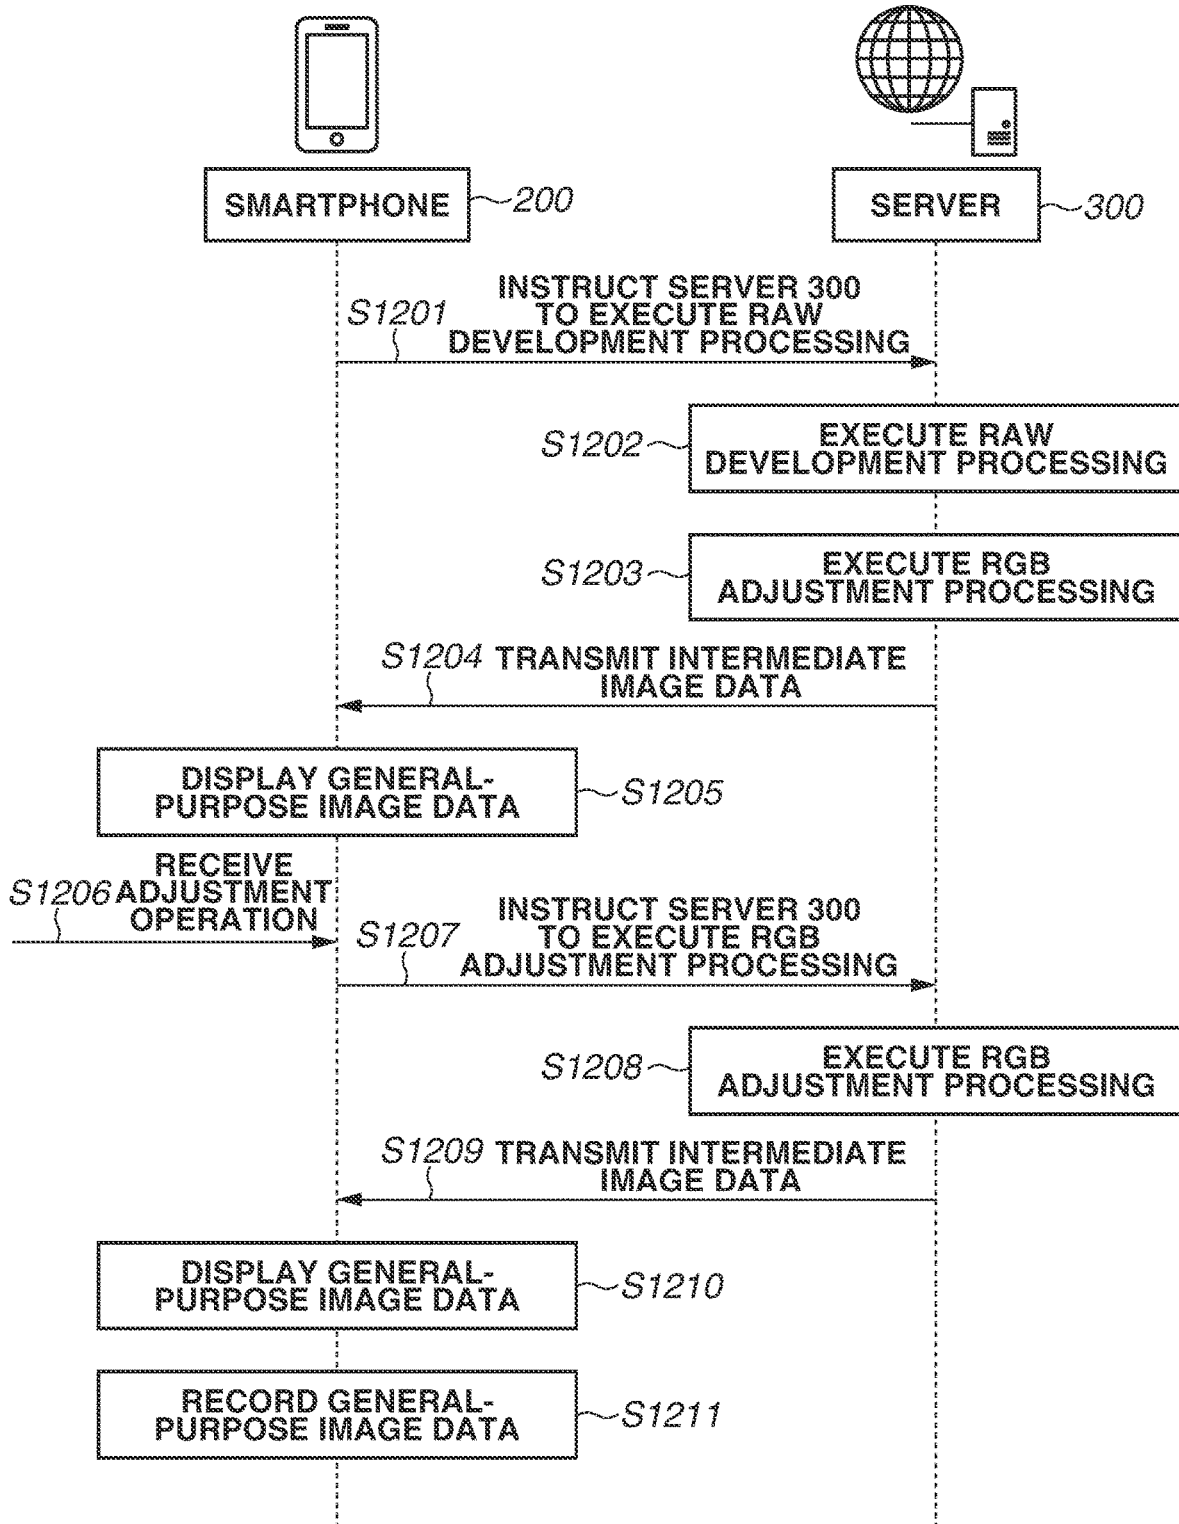 SMARTPHONE
200
SERVER
300
S1201
INSTRUCT SERVER 300
TO EXECUTE RAW
DEVELOPMENT PROCESSING
S1202
EXECUTE RAW
DEVELOPMENT PROCESSING
S1203
EXECUTE RGB
ADJUSTMENT PROCESSING
S1204
TRANSMIT INTERMEDIATE
IMAGE DATA
DISPLAY GENERAL-
PURPOSE IMAGE DATA
S1205
S1206
RECEIVE
ADJUSTMENT
OPERATION
S1207
INSTRUCT SERVER 300
TO EXECUTE RGB
ADJUSTMENT PROCESSING
S1208
EXECUTE RGB
ADJUSTMENT PROCESSING
S1209
TRANSMIT INTERMEDIATE
IMAGE DATA
DISPLAY GENERAL-
PURPOSE IMAGE DATA
S1210
RECORD GENERAL-
PURPOSE IMAGE DATA
S1211